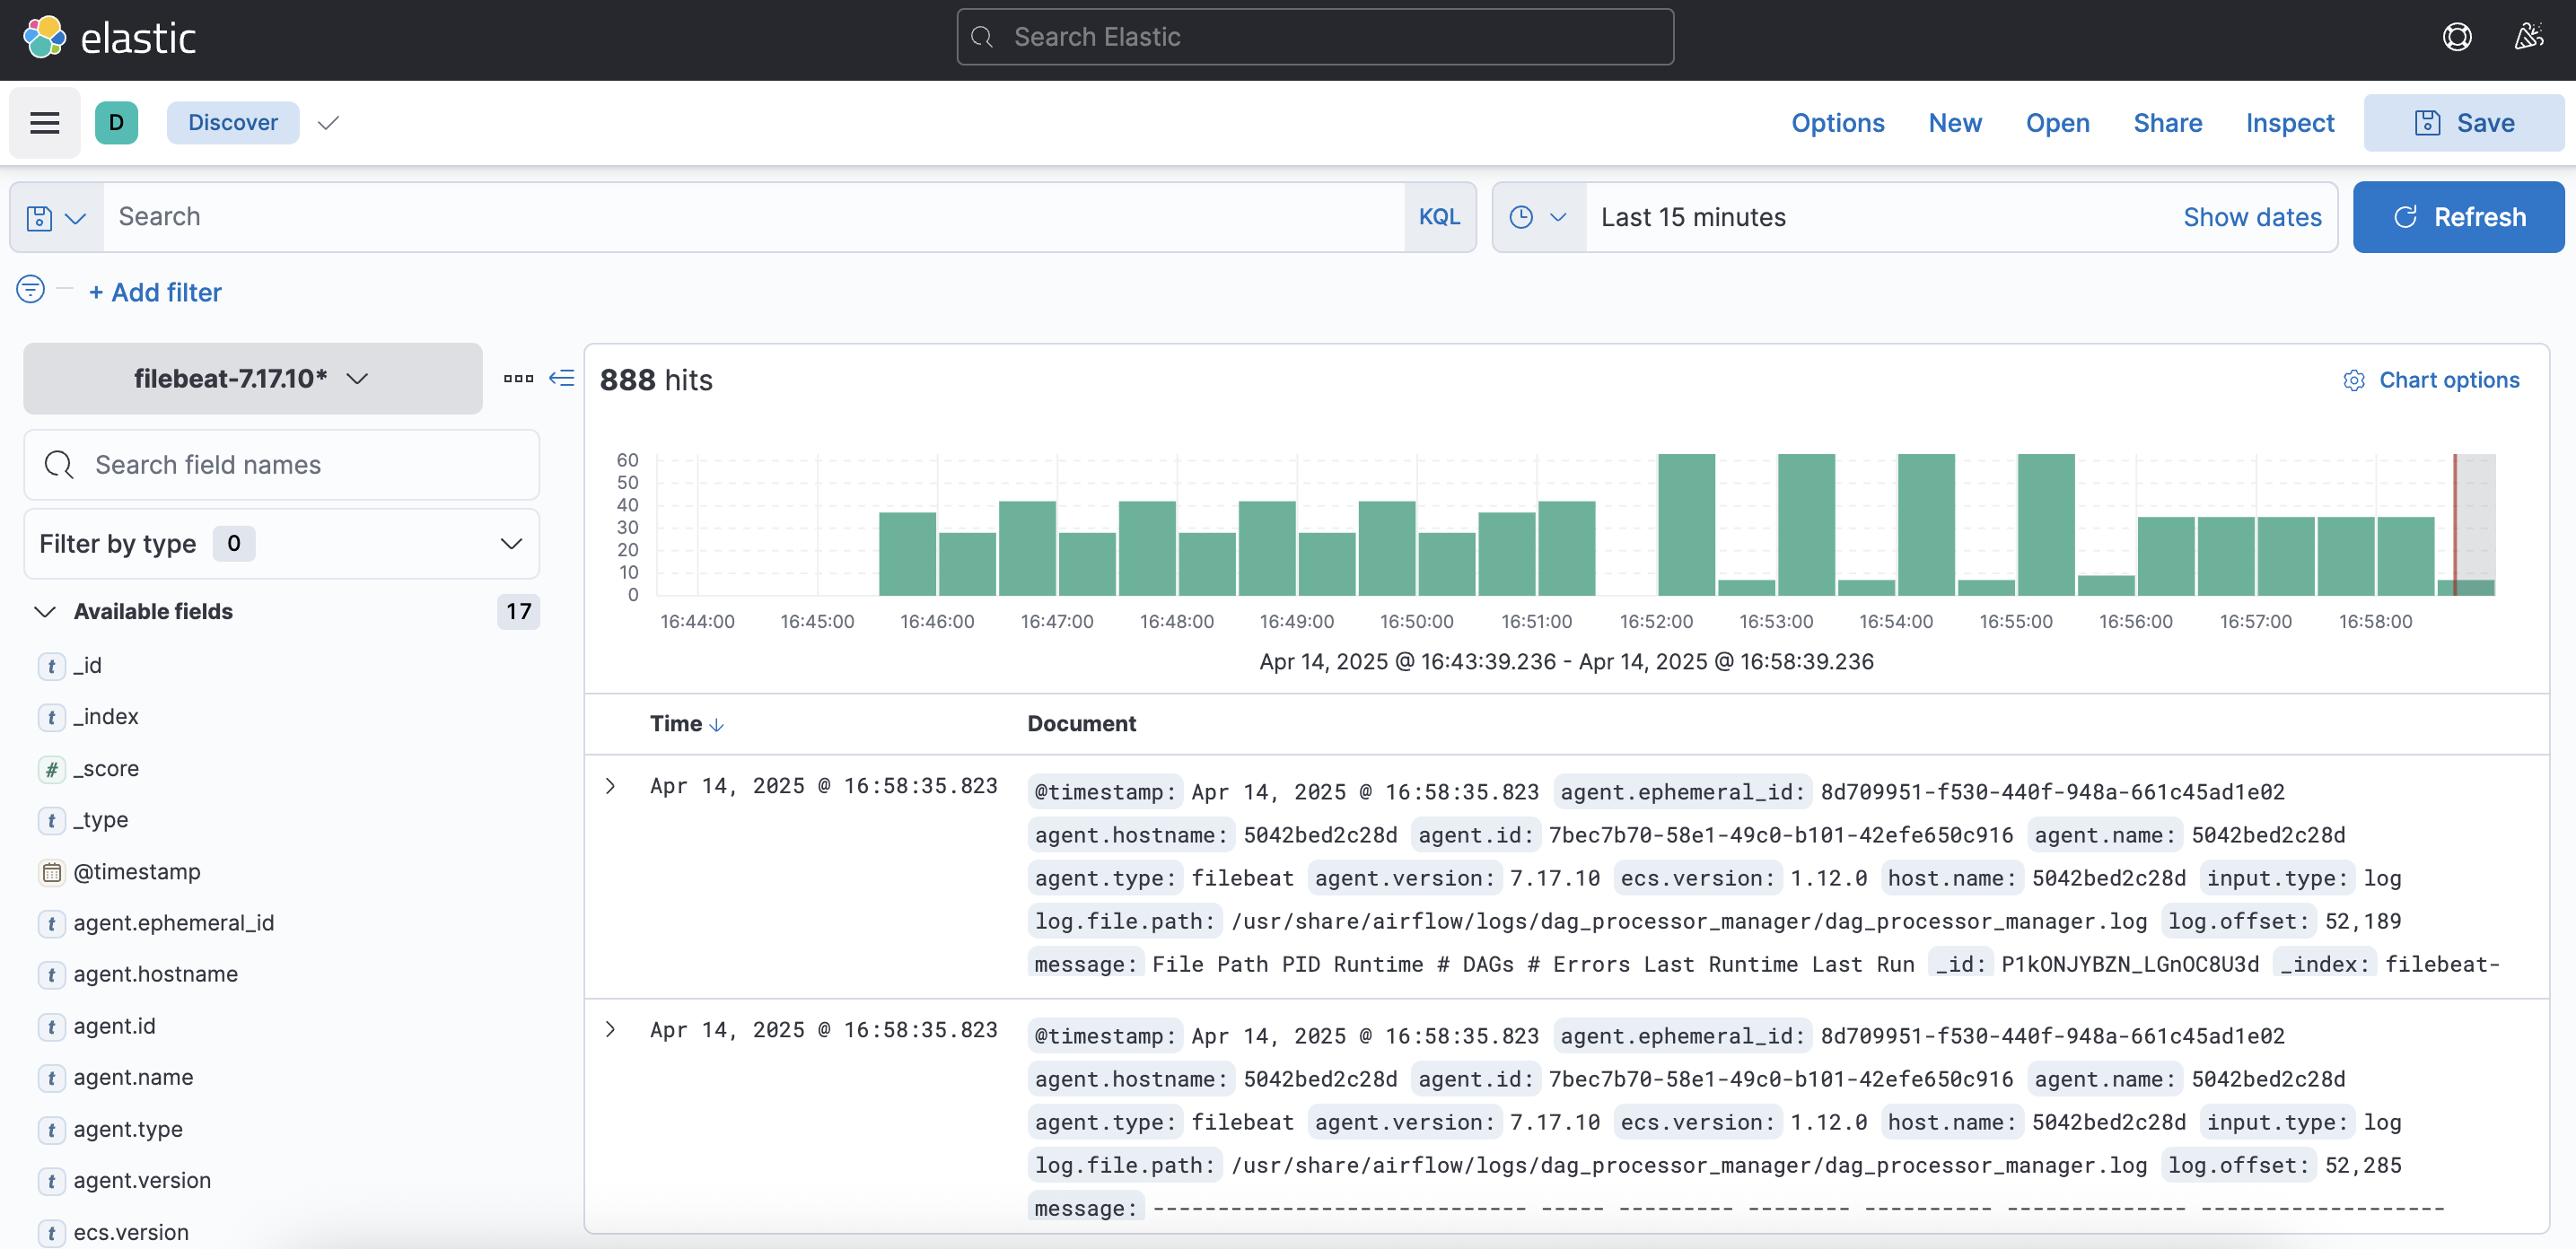 elastic
Search Elastic
D
Discover
Options
New
Open
Share
Inspect
Save
Search
KQL
Last 15 minutes
Show dates
Refresh
+ Add filter
filebeat-7.17.10*
888 hits
Chart options
Search field names
Filter by type 0
Available fields 17
t _id
t _index
# _score
t _type
@timestamp
t agent.ephemeral_id
t agent.hostname
t agent.id
t agent.name
t agent.type
t agent.version
t ecs.version
60
50
40
30
20
10
0
16:44:00 16:45:00 16:46:00 16:47:00 16:48:00 16:49:00 16:50:00 16:51:00 16:52:00 16:53:00 16:54:00 16:55:00 16:56:00 16:57:00 16:58:00
Apr 14, 2025 @ 16:43:39.236 - Apr 14, 2025 @ 16:58:39.236
Time Document
Apr 14, 2025 @ 16:58:35.823
@timestamp: Apr 14, 2025 @ 16:58:35.823 agent.ephemeral_id: 8d709951-f530-440f-948a-661c45ad1e02
agent.hostname: 5042bed2c28d agent.id: 7bec7b70-58e1-49c0-b101-42efe650c916 agent.name: 5042bed2c28d
agent.type: filebeat agent.version: 7.17.10 ecs.version: 1.12.0 host.name: 5042bed2c28d input.type: log
log.file.path: /usr/share/airflow/logs/dag_processor_manager/dag_processor_manager.log log.offset: 52,189
message: File Path PID Runtime # DAGs # Errors Last Runtime Last Run _id: P1kONJYBZN_LGnOC8U3d _index: filebeat-
Apr 14, 2025 @ 16:58:35.823
@timestamp: Apr 14, 2025 @ 16:58:35.823 agent.ephemeral_id: 8d709951-f530-440f-948a-661c45ad1e02
agent.hostname: 5042bed2c28d agent.id: 7bec7b70-58e1-49c0-b101-42efe650c916 agent.name: 5042bed2c28d
agent.type: filebeat agent.version: 7.17.10 ecs.version: 1.12.0 host.name: 5042bed2c28d input.type: log
log.file.path: /usr/share/airflow/logs/dag_processor_manager/dag_processor_manager.log log.offset: 52,285
message: ----------------------------- ----- --------- -------- ---------- -------------- -------------------